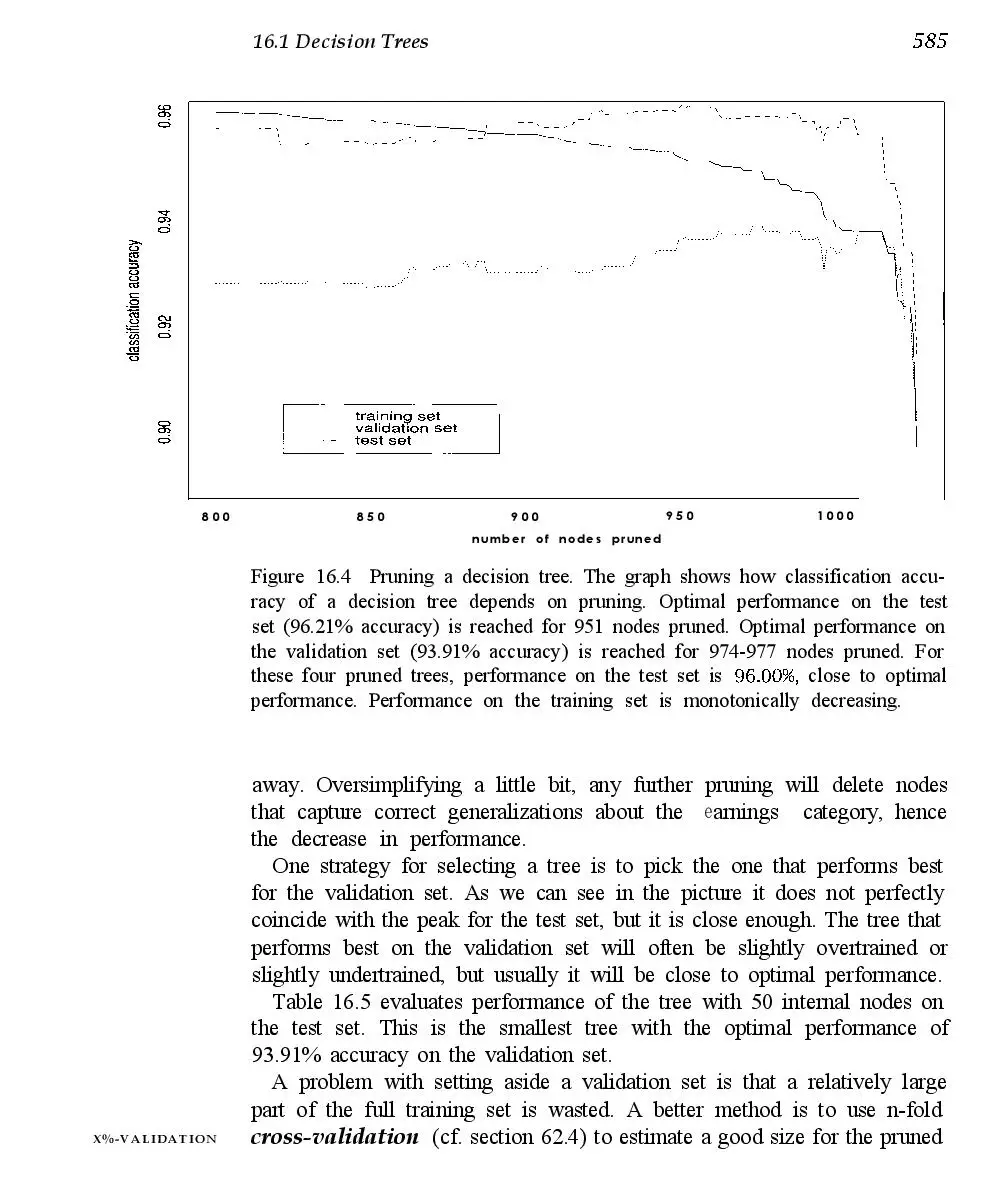 16.1 Decision Trees
585
0.96
0.94
0.92
0.90
classification accuracy
training set
validation set
test set
800 850 900 950 1000
number of nodes pruned
Figure 16.4 Pruning a decision tree. The graph shows how classification accu-
racy of a decision tree depends on pruning. Optimal performance on the test
set (96.21% accuracy) is reached for 951 nodes pruned. Optimal performance on
the validation set (93.91% accuracy) is reached for 974-977 nodes pruned. For
these four pruned trees, performance on the test set is 96.00%, close to optimal
performance. Performance on the training set is monotonically decreasing.
away. Oversimplifying a little bit, any further pruning will delete nodes
that capture correct generalizations about the earnings category, hence
the decrease in performance.
One strategy for selecting a tree is to pick the one that performs best
for the validation set. As we can see in the picture it does not perfectly
coincide with the peak for the test set, but it is close enough. The tree that
performs best on the validation set will often be slightly overtrained or
slightly undertrained, but usually it will be close to optimal performance.
Table 16.5 evaluates performance of the tree with 50 internal nodes on
the test set. This is the smallest tree with the optimal performance of
93.91% accuracy on the validation set.
A problem with setting aside a validation set is that a relatively large
part of the full training set is wasted. A better method is to use n-fold
X%-VALIDATION
cross-validation (cf. section 62.4) to estimate a good size for the pruned